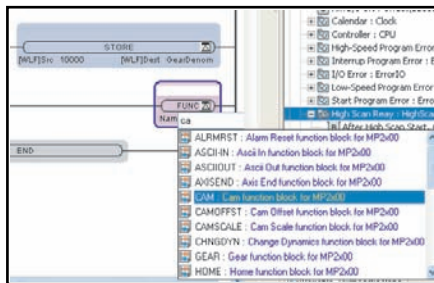 STORE
[WLF]Src 10000 [WLF]Dest GearDenom
FUNC
Nam
ca
END
ALRMRST : Alarm Reset function block for MP2x00
ASCII-IN : Ascii In function block for MP2x00
ASCIIOUT : Ascii Out function block for MP2x00
AXISEND : Axis End function block for MP2x00
CAM : Cam function block for MP2x00
CAMOFFST : Cam Offset function block for MP2x00
CAMSCALE : Cam Scale function block for MP2x00
CHNGDYN : Change Dynamics function block for MP2x00
GEAR : Gear function block for MP2x00
HOME : Home function block for MP2x00
Calendar : Clock
Controller : CPU
High-Speed Program Error
Interrup Program Error : E
I/O Error : ErrorIO
Low-Speed Program Error
Start Program Error : Erro
High Scan Reay : HighSca
After High Scan Start,